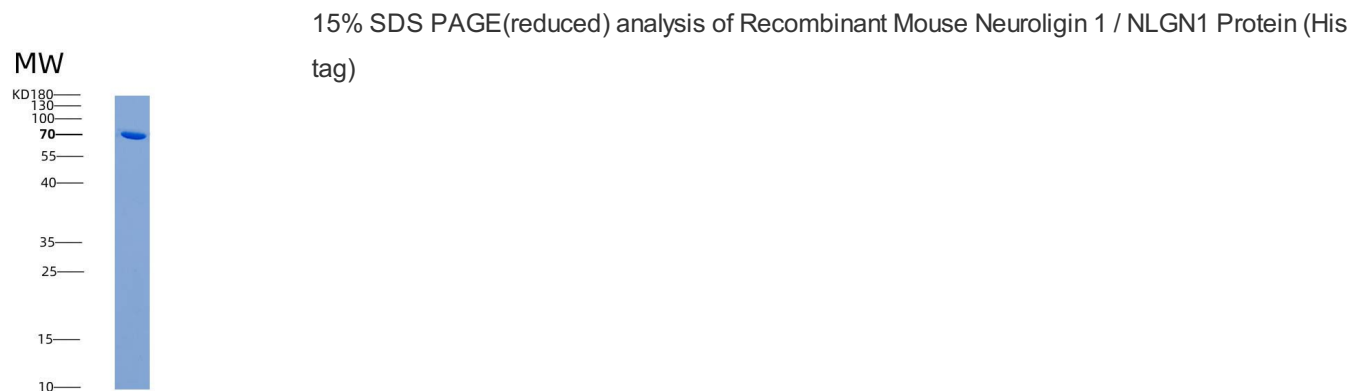 15% SDS PAGE(reduced) analysis of Recombinant Mouse Neuroligin 1 / NLGN1 Protein (His
tag)
MW
KD180
130
100
70
55
40
35
25
15
10